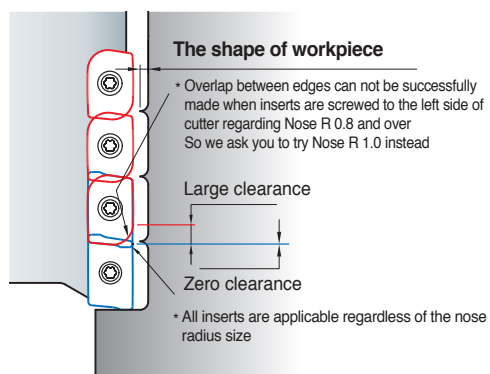 The shape of workpiece
* Overlap between edges can not be successfully
made when inserts are screwed to the left side of
cutter regarding Nose R 0.8 and over
So we ask you to try Nose R 1.0 instead
Large clearance
Zero clearance
* All inserts are applicable regardless of the nose
radius size